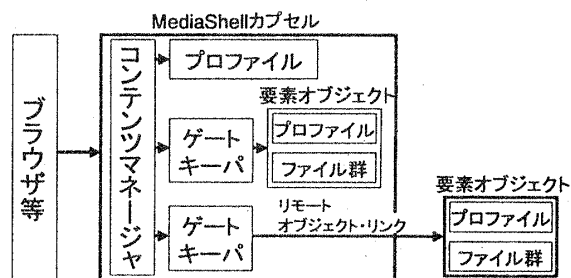 MediaShellカプセル
ブラウザ等
コンテンツマネージャ
プロファイル
要素オブジェクト
ゲート
キーパ
プロファイル
ファイル群
ゲート
キーパ
リモート
オブジェクト・リンク
要素オブジェクト
プロファイル
ファイル群